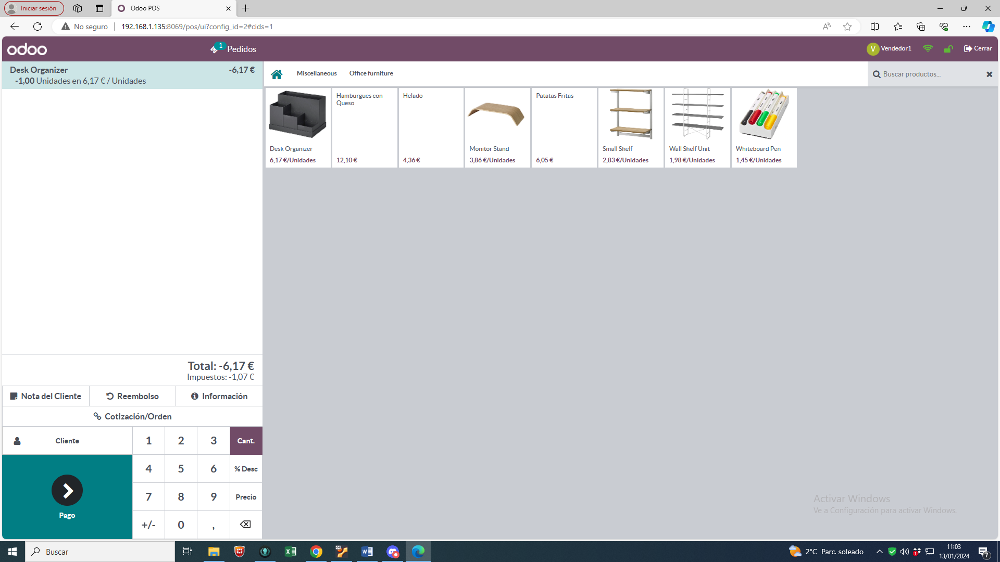 Iniciar sesión
Odoo POS
No seguro
192.168.1.135:8069/pos/ui?config_id=2#cids=1
odoo
1
Pedidos
V
Vendedor1
Cerrar
Desk Organizer
-6,17 €
-1,00 Unidades en 6,17 € / Unidades
Miscellaneous
Office furniture
Buscar productos...
Desk Organizer
6,17 €/Unidades
Hamburgues con
Queso
12,10 €
Helado
4,36 €
Monitor Stand
3,86 €/Unidades
Patatas Fritas
6,05 €
Small Shelf
2,83 €/Unidades
Wall Shelf Unit
1,98 €/Unidades
Whiteboard Pen
1,45 €/Unidades
Total: -6,17 €
Impuestos: -1,07 €
Nota del Cliente
Reembolso
Información
Cotización/Orden
Cliente
1
2
3
Cant.
4
5
6
% Desc
7
8
9
Precio
Pago
+/-
0
,
Activar Windows
Ve a Configuración para activar Windows.
Buscar
2°C Parc. soleado
11:03
13/01/2024
7